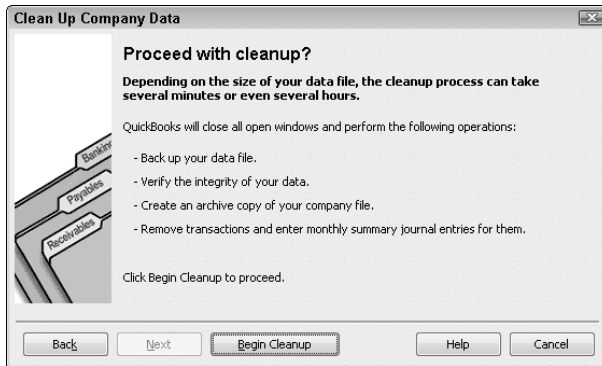 Clean Up Company Data
Proceed with cleanup?
Depending on the size of your data file, the cleanup process can take
several minutes or even several hours.
QuickBooks will close all open windows and perform the following operations:
- Back up your data file.
- Verify the integrity of your data.
- Create an archive copy of your company file.
- Remove transactions and enter monthly summary journal entries for them.
Banking
Payables
Receivables
Click Begin Cleanup to proceed.
Back Next Begin Cleanup Help Cancel